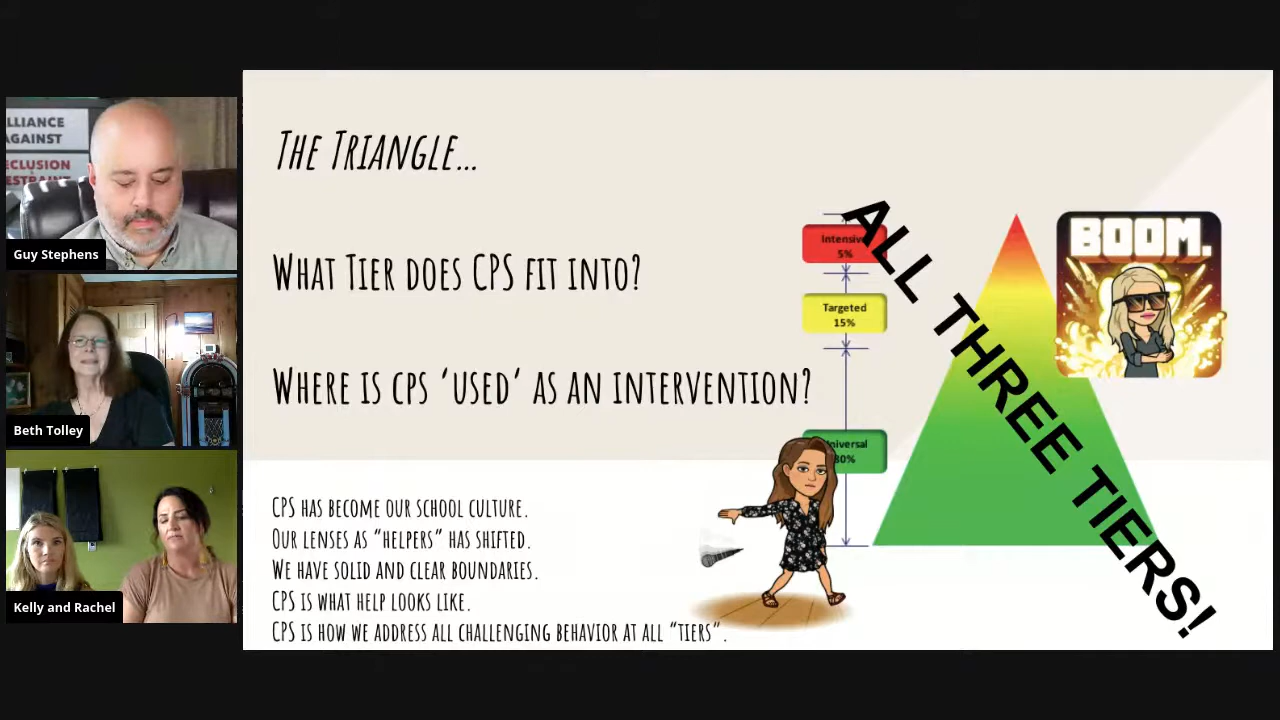 LLIANCE
AGAINST
ECLUSION
ESTRAINT
Guy Stephens
Beth Tolley
Kelly and Rachel
The Triangle...
What Tier does CPS fit into?
Where is cps ‘used’ as an intervention?
CPS has become our school culture.
Our lenses as “helpers” has shifted.
We have solid and clear boundaries.
CPS is what help looks like.
CPS is how we address all challenging behavior at all “tiers”.
Intensive
5%
Targeted
15%
Universal
80%
ALL THREE TIERS!
BOOM.